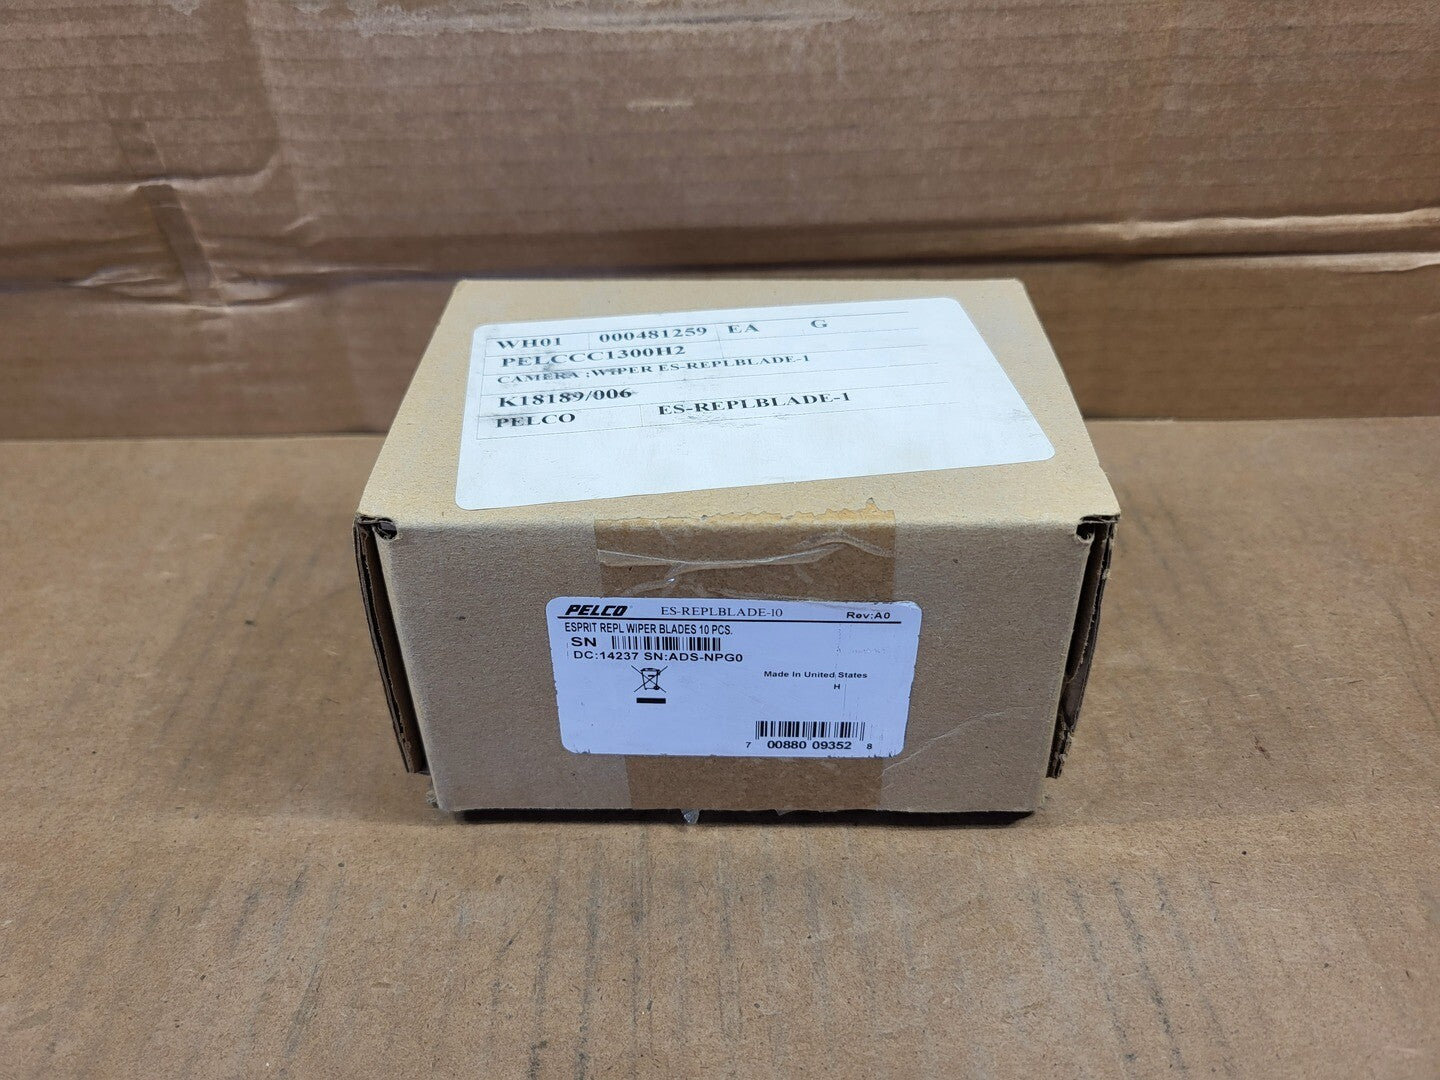 WH01 000481259 EA G
PELCCC1300H2
CAMERA ;WIPER ES-REPLBLADE-1
K18189/006
PELCO ES-REPLBLADE-1
PELCO ES-REPLBLADE-10 Rev:A0
ESPRIT REPL WIPER BLADES 10 PCS.
SN
DC:14237 SN:ADS-NPG0
Made In United States
H
7 00880 09352 8